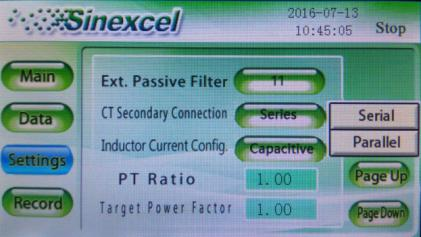 Sinexcel
2016-07-13
10:45:05
Stop
Main
Data
Settings
Record
Ext. Passive Filter 11
CT Secondary Connection Series
Serial
Parallel
Inductor Current Config. Capacitive
PT Ratio 1.00
Page Up
Target Power Factor 1.00
Page Down